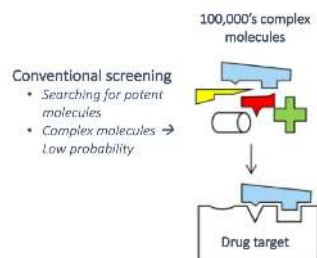 100,000's complex
molecules
Conventional screening
• Searching for potent
molecules
• Complex molecules →
Low probability
Drug target